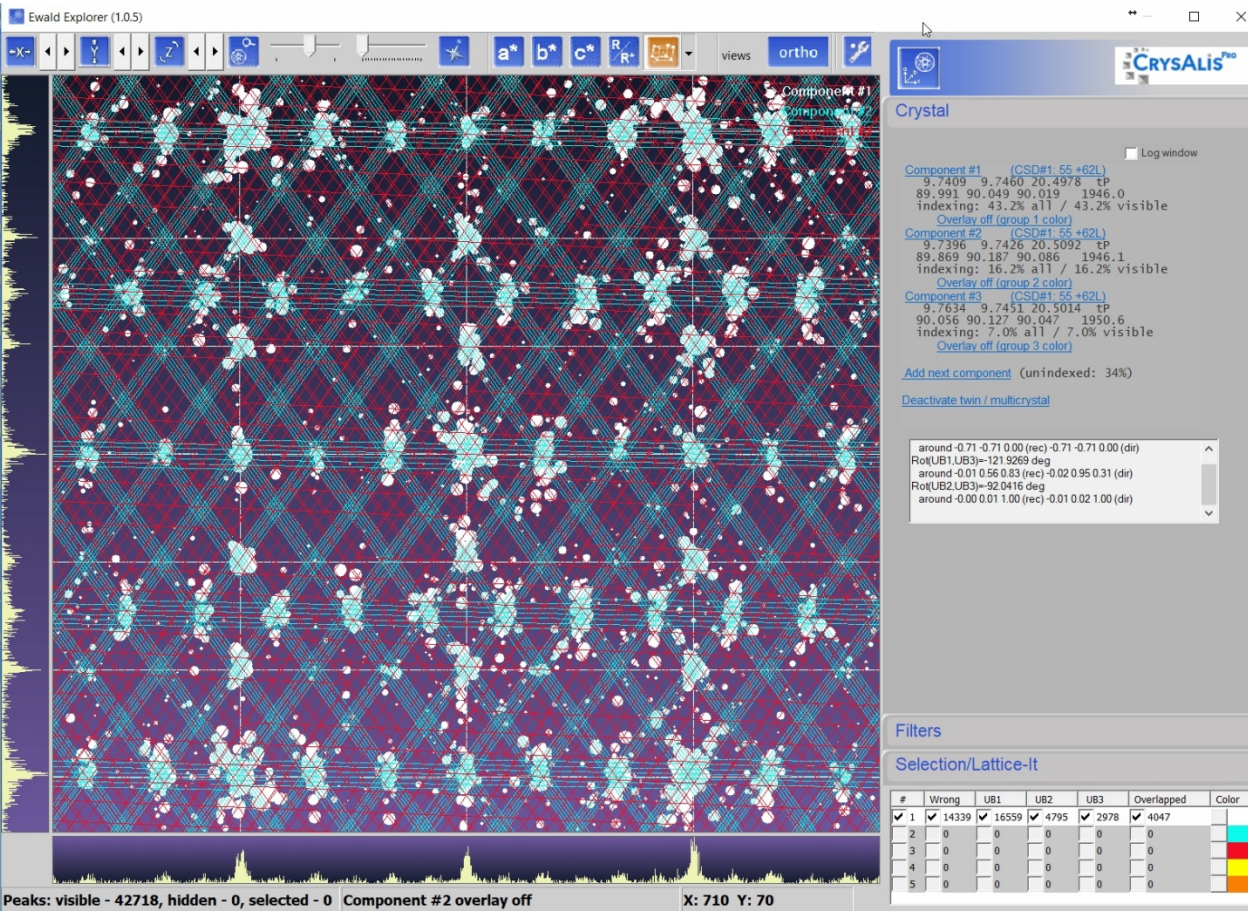 Ewald Explorer (1.0.5)
X
Y
Z
a* b* c* R/R* views ortho
CRYSALIS Pro
Component #1
Component #2
Crystal
Log window
Component #1 (CSD#1: 55 +62L)
9.7409 9.7460 20.4978 tP
89.991 90.049 90.019 1946.0
indexing: 43.2% all / 43.2% visible
Overlay off (group 1 color)
Component #2 (CSD#1: 55 +62L)
9.7396 9.7426 20.5092 tP
89.869 90.187 90.086 1946.1
indexing: 16.2% all / 16.2% visible
Overlay off (group 2 color)
Component #3 (CSD#1: 55 +62L)
9.7634 9.7451 20.5014 tP
90.056 90.127 90.047 1950.6
indexing: 7.0% all / 7.0% visible
Overlay off (group 3 color)
Add next component (unindexed: 34%)
Deactivate twin / multicrystal
around -0.71 -0.71 0.00 (rec) -0.71 -0.71 0.00 (dir)
Rot(UB1,UB3)=-121.9269 deg
around -0.01 0.56 0.83 (rec) -0.02 0.95 0.31 (dir)
Rot(UB2,UB3)=-92.0416 deg
around -0.00 0.01 1.00 (rec) -0.01 0.02 1.00 (dir)
Filters
Selection/Lattice-It
# Wrong UB1 UB2 UB3 Overlapped Color
1 14339 16559 4795 2978 4047
2 0 0 0 0 0
3 0 0 0 0 0
4 0 0 0 0 0
5 0 0 0 0 0
Peaks: visible - 42718, hidden - 0, selected - 0 Component #2 overlay off X: 710 Y: 70